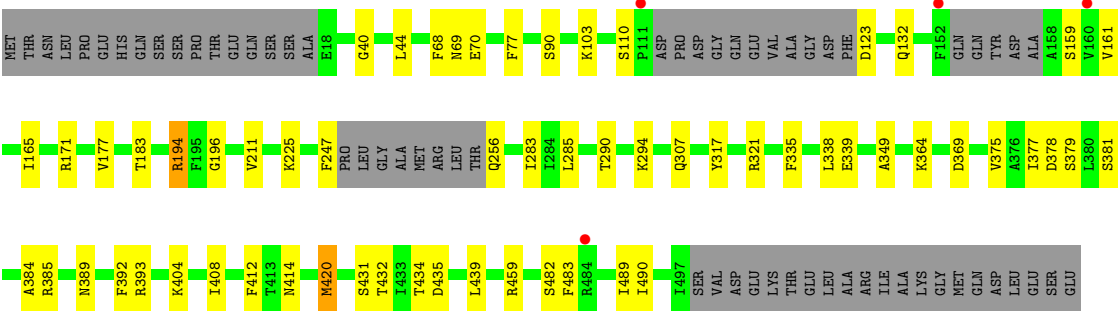 MET THR ASN LEU PRO GLU HIS GLN SER SER PRO THR GLU GLN SER SER ALA E18 G40 L44 F68 N69 E70 F77 S90 K103 S110 P111 ASP PRO ASP GLY GLN GLU VAL ALA GLY ASP PHE D123 Q132 F152 GLN GLN TYR ASP ALA A158 S159 V160 V161
I165 R171 V177 T183 R194 F195 G196 V211 K225 F247 PRO LEU GLY ALA MET ARG LEU THR Q256 I283 I284 L285 T290 K294 Q307 Y317 R321 F335 L338 E339 A349 K364 D369 V375 A376 I377 D378 S379 L380 S381
A384 R385 N389 F392 R393 K404 I408 F412 T413 N414 M420 S431 T432 I433 T434 D435 L439 R459 S482 F483 R484 I489 I490 I497 SER VAL ASP GLU LYS THR GLU LEU ALA ARG ILE ALA LYS GLY MET GLN ASP LEU GLU SER GLU